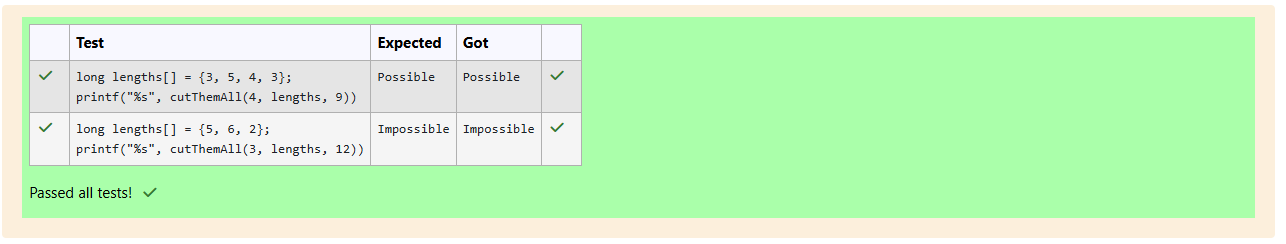 Test Expected Got
long lengths[] = {3, 5, 4, 3}; Possible Possible
printf("%s", cutThemAll(4, lengths, 9))
long lengths[] = {5, 6, 2}; Impossible Impossible
printf("%s", cutThemAll(3, lengths, 12))
Passed all tests!